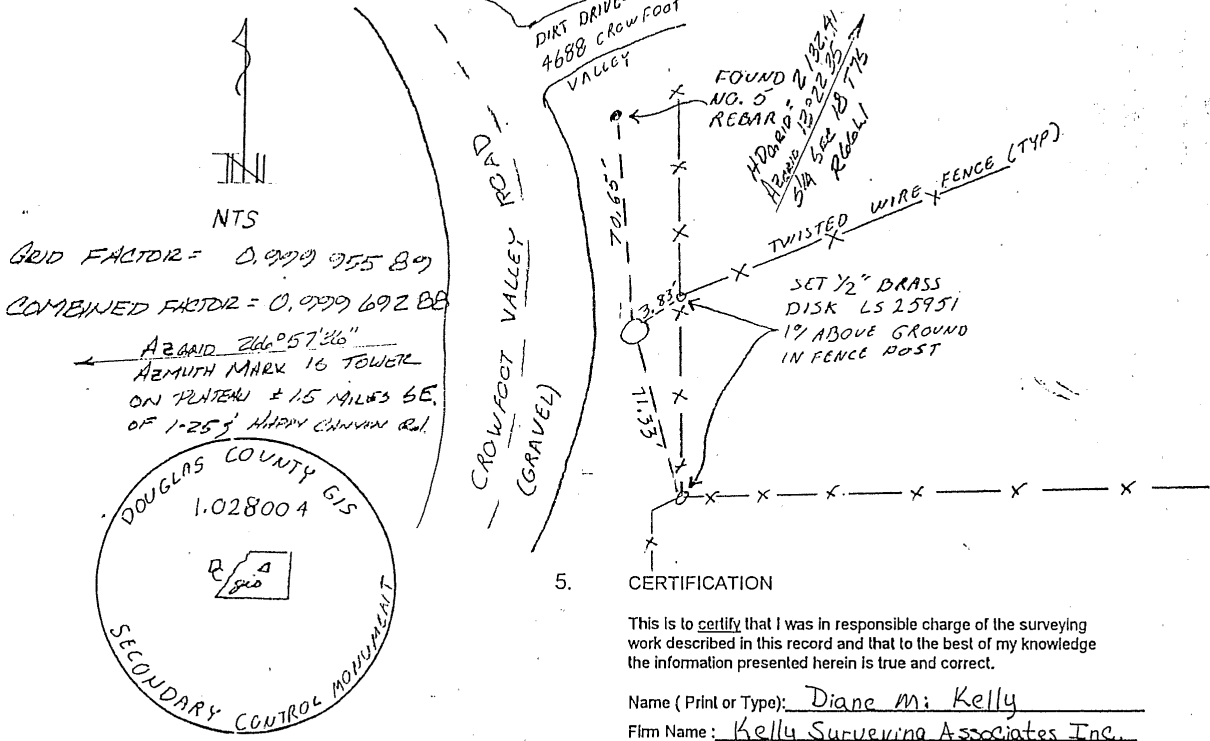 DIRT DRIVE
4688 CROWFOOT
VALLEY
FOUND
NO. 5
REBAR
HDGRID= 2132.41
AZGRID 13°22'35
S1/4 SEC 18 T7S
R66W
N
NTS
GRID FACTOR = 0.999 955 89
COMBINED FACTOR = 0.999 692 88
AZGRID 266°57'36"
AZMUTH MARK IS TOWER
ON PLATEAU ± 1.5 MILES SE.
OF I-25 & HAPPY CANYON Rd.
CROWFOOT VALLEY ROAD
(GRAVEL)
70.65'
3.83'
71.33'
TWISTED WIRE FENCE (TYP)
SET 1/2" BRASS
DISK LS 25951
1' ABOVE GROUND
IN FENCE POST
DOUGLAS COUNTY GIS
1.028004
DC
gis
SECONDARY CONTROL MONUMENT
5. CERTIFICATION
This is to certify that I was in responsible charge of the surveying
work described in this record and that to the best of my knowledge
the information presented herein is true and correct.
Name ( Print or Type): Diane M. Kelly
Firm Name : Kelly Surveying Associates Inc.